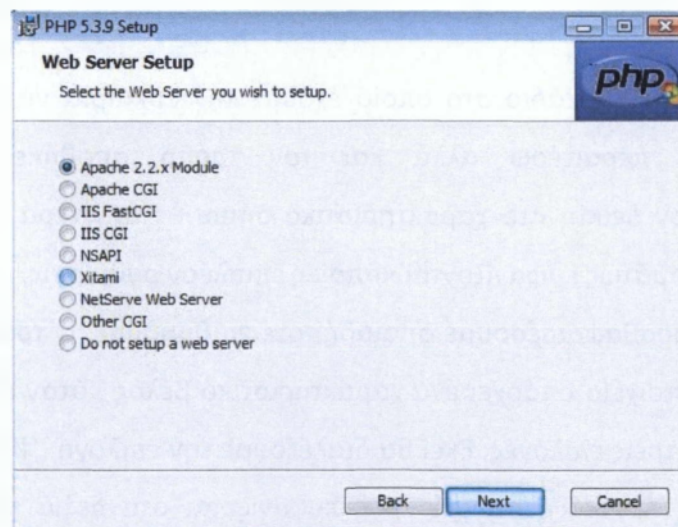 PHP 5.3.9 Setup
Web Server Setup
Select the Web Server you wish to setup.
php
Apache 2.2.x Module
Apache CGI
IIS FastCGI
IIS CGI
NSAPI
Xitami
NetServe Web Server
Other CGI
Do not setup a web server
Back
Next
Cancel